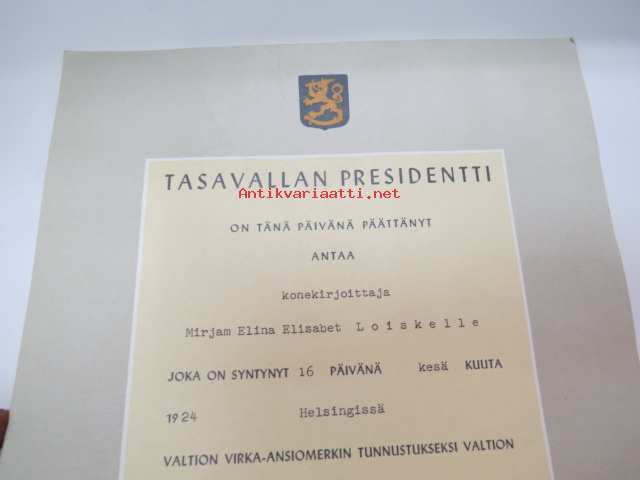 TASAVALLAN PRESIDENTTI
Antikvariaatti.net
ON TÄNÄ PÄIVÄNÄ PÄÄTTÄNYT
ANTAA
konekirjoittaja
Mirjam Elina Elisabet Loiskelle
JOKA ON SYNTYNYT 16 PÄIVÄNÄ kesä KUUTA
1924 Helsingissä
VALTION VIRKA-ANSIOMERKIN TUNNUSTUKSEKSI VALTION